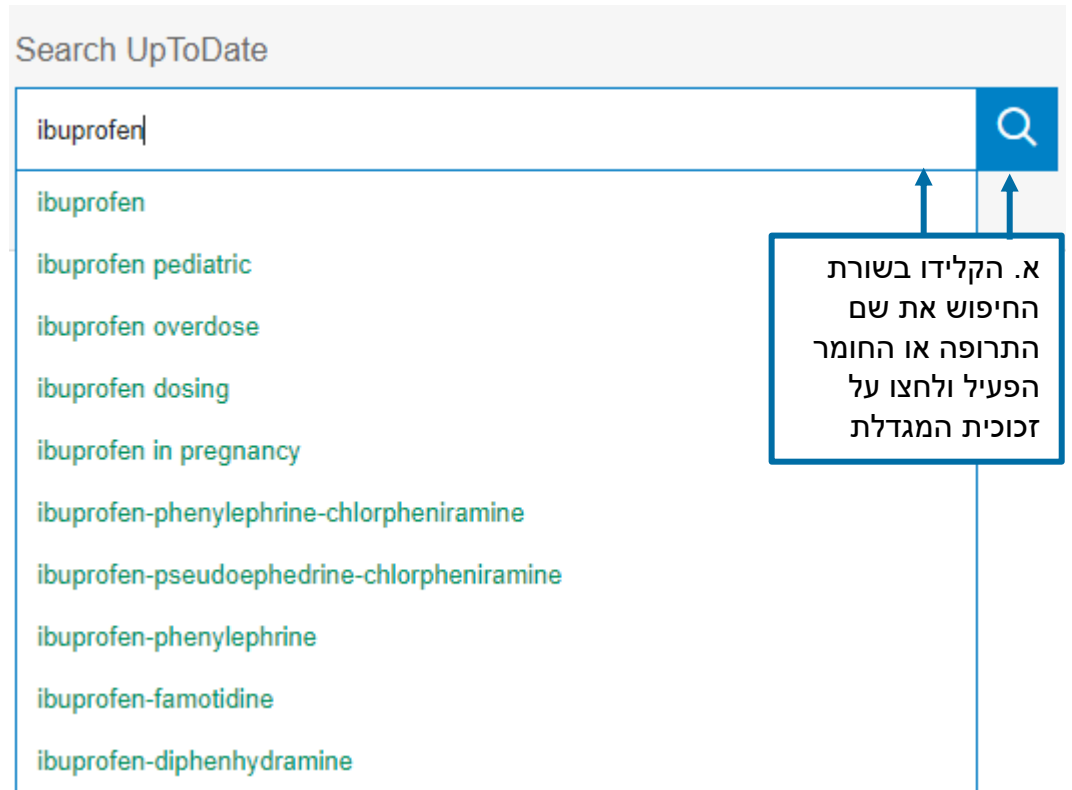 Search UpToDate
ibuprofen
ibuprofen
ibuprofen pediatric
ibuprofen overdose
ibuprofen dosing
ibuprofen in pregnancy
ibuprofen-phenylephrine-chlorpheniramine
ibuprofen-pseudoephedrine-chlorpheniramine
ibuprofen-phenylephrine
ibuprofen-famotidine
ibuprofen-diphenhydramine
א. הקלידו בשורת
החיפוש את שם
התרופה או החומר
הפעיל ולחצו על
זכוכית המגדלת